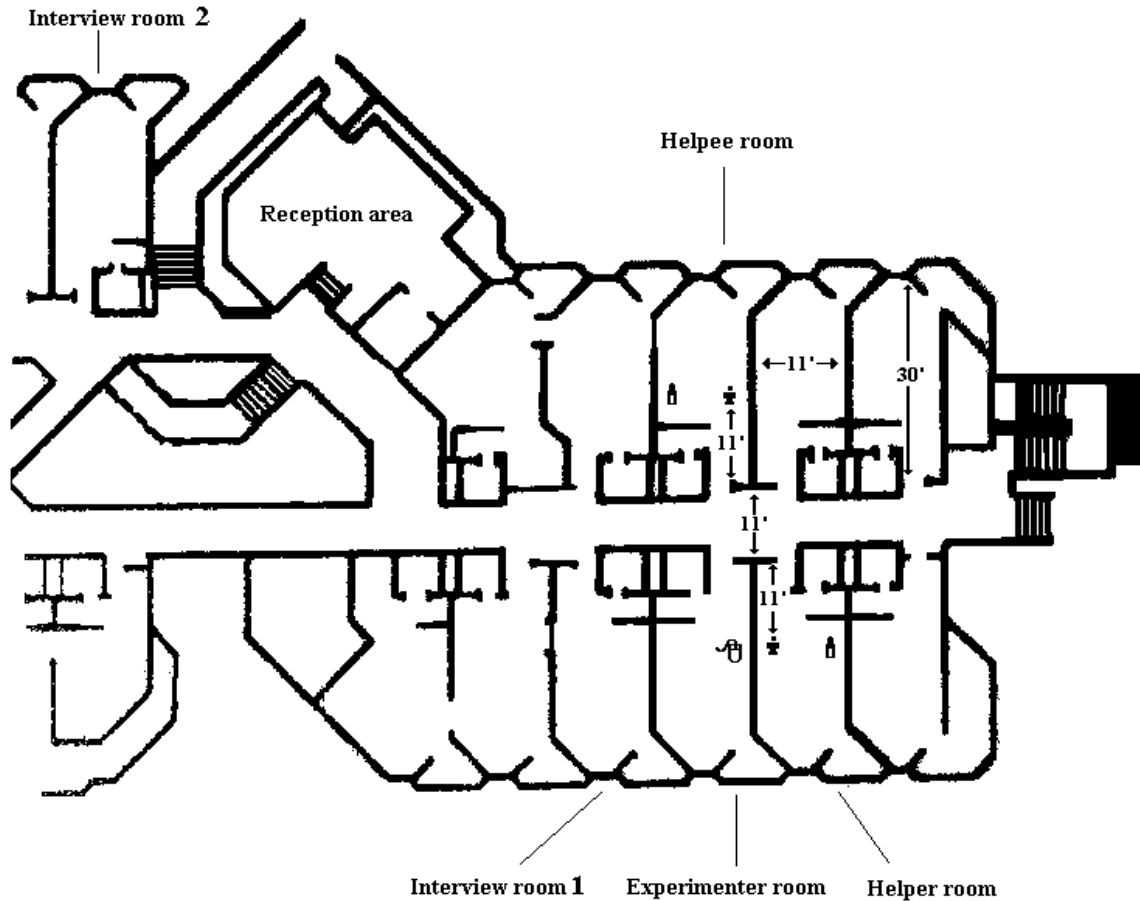 Interview room 2
Helpee room
Reception area
11'
30'
11'
11'
11'
Interview room 1
Experimenter room
Helper room